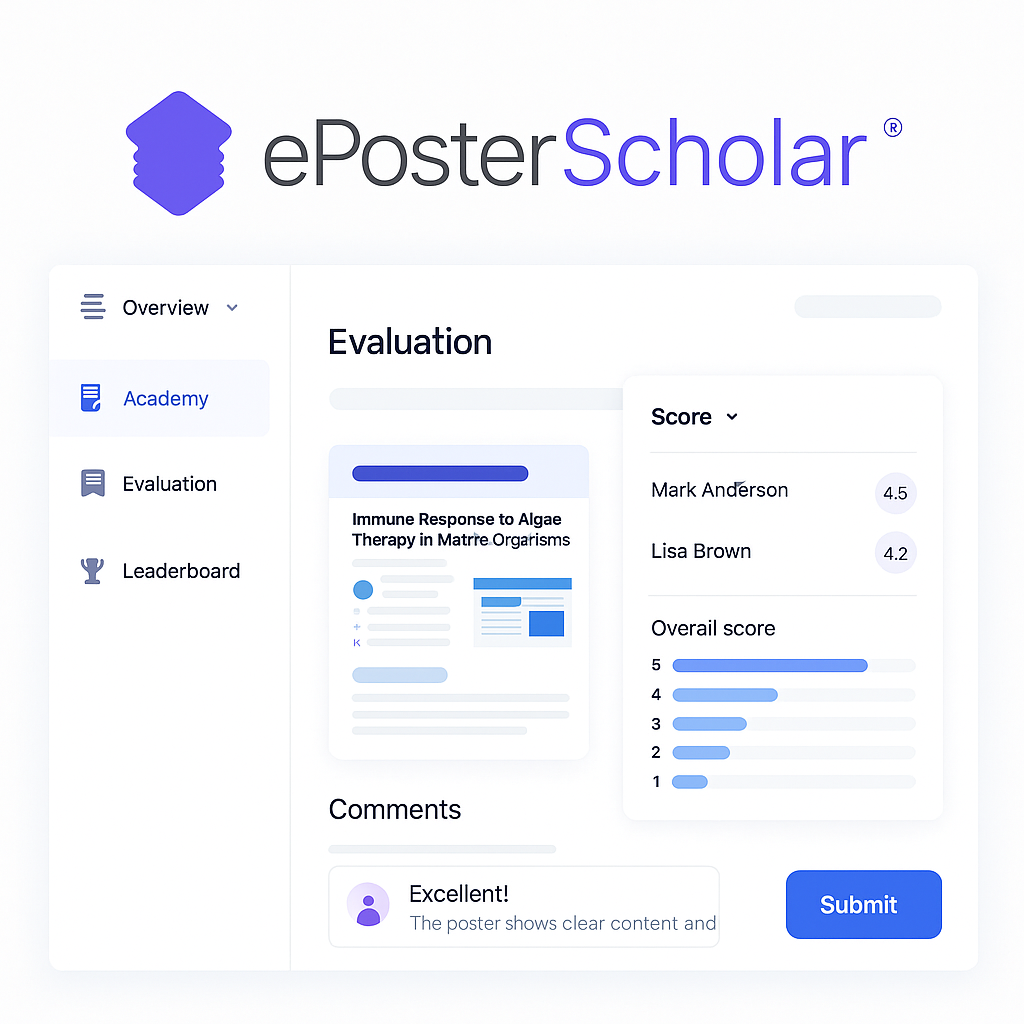 ePosterScholar ®
Overview
Academy
Evaluation
Leaderboard
Evaluation
Immune Response to Algae
Therapy in Matrre Orgarisms
Score
Mark Anderson
4.5
Lisa Brown
4.2
Overail score
5
4
3
2
1
Comments
Excellent!
The poster shows clear content and
Submit